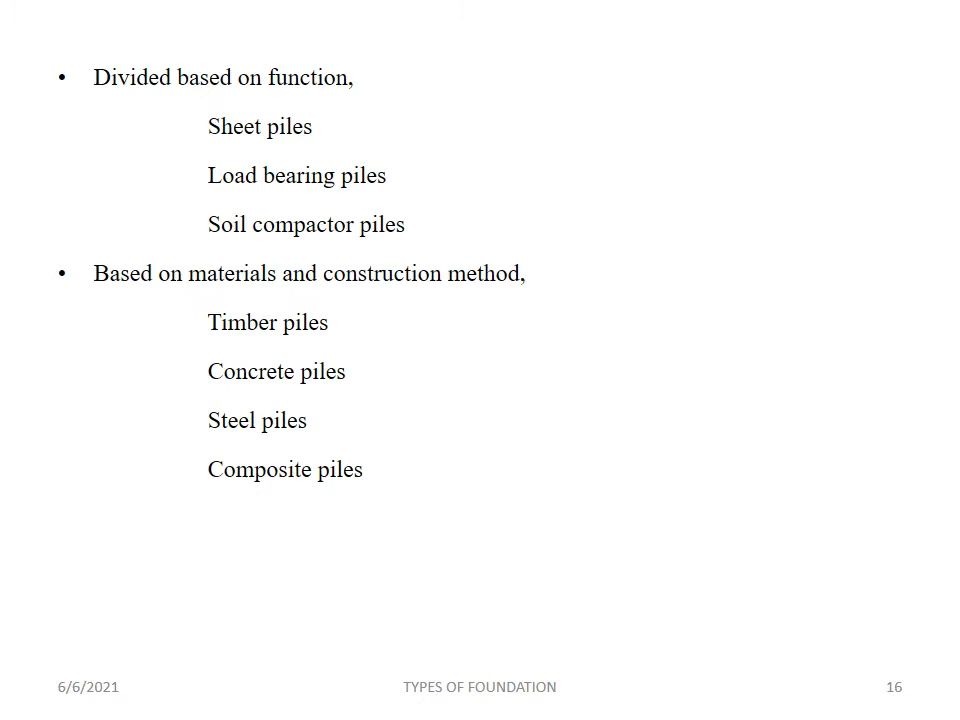 • Divided based on function,
Sheet piles
Load bearing piles
Soil compactor piles
• Based on materials and construction method,
Timber piles
Concrete piles
Steel piles
Composite piles
6/6/2021 TYPES OF FOUNDATION 16